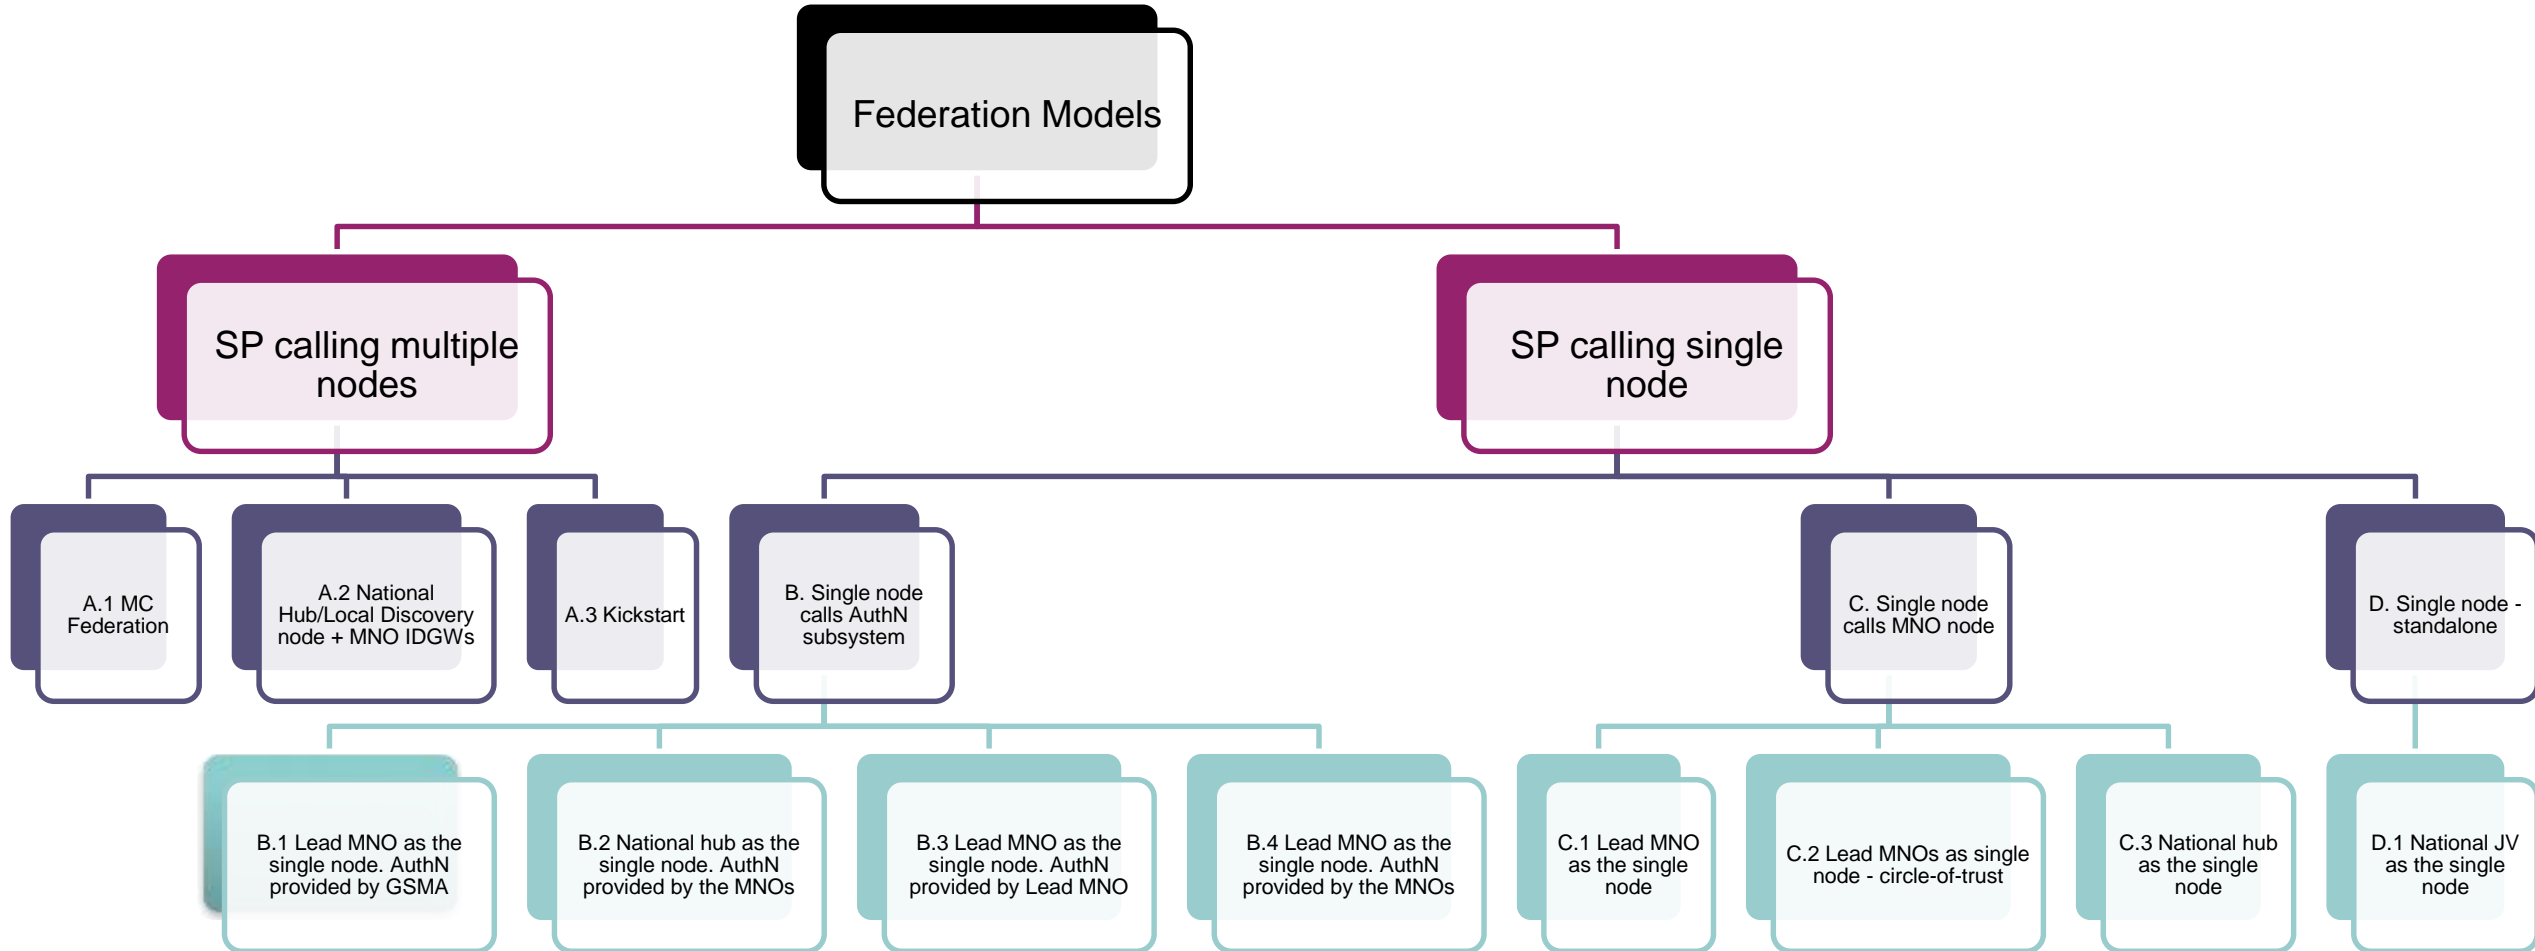 Federation Models
SP calling multiple
nodes
SP calling single
node
A.1 MC
Federation
A.2 National
Hub/Local Discovery
node + MNO IDGWs
A.3 Kickstart
B. Single node
calls AuthN
subsystem
C. Single node
calls MNO node
D. Single node -
standalone
B.1 Lead MNO as the
single node. AuthN
provided by GSMA
B.2 National hub as the
single node. AuthN
provided by the MNOs
B.3 Lead MNO as the
single node. AuthN
provided by Lead MNO
B.4 Lead MNO as the
single node. AuthN
provided by the MNOs
C.1 Lead MNO
as the single
node
C.2 Lead MNOs as single
node - circle-of-trust
C.3 National hub
as the single
node
D.1 National JV
as the single
node